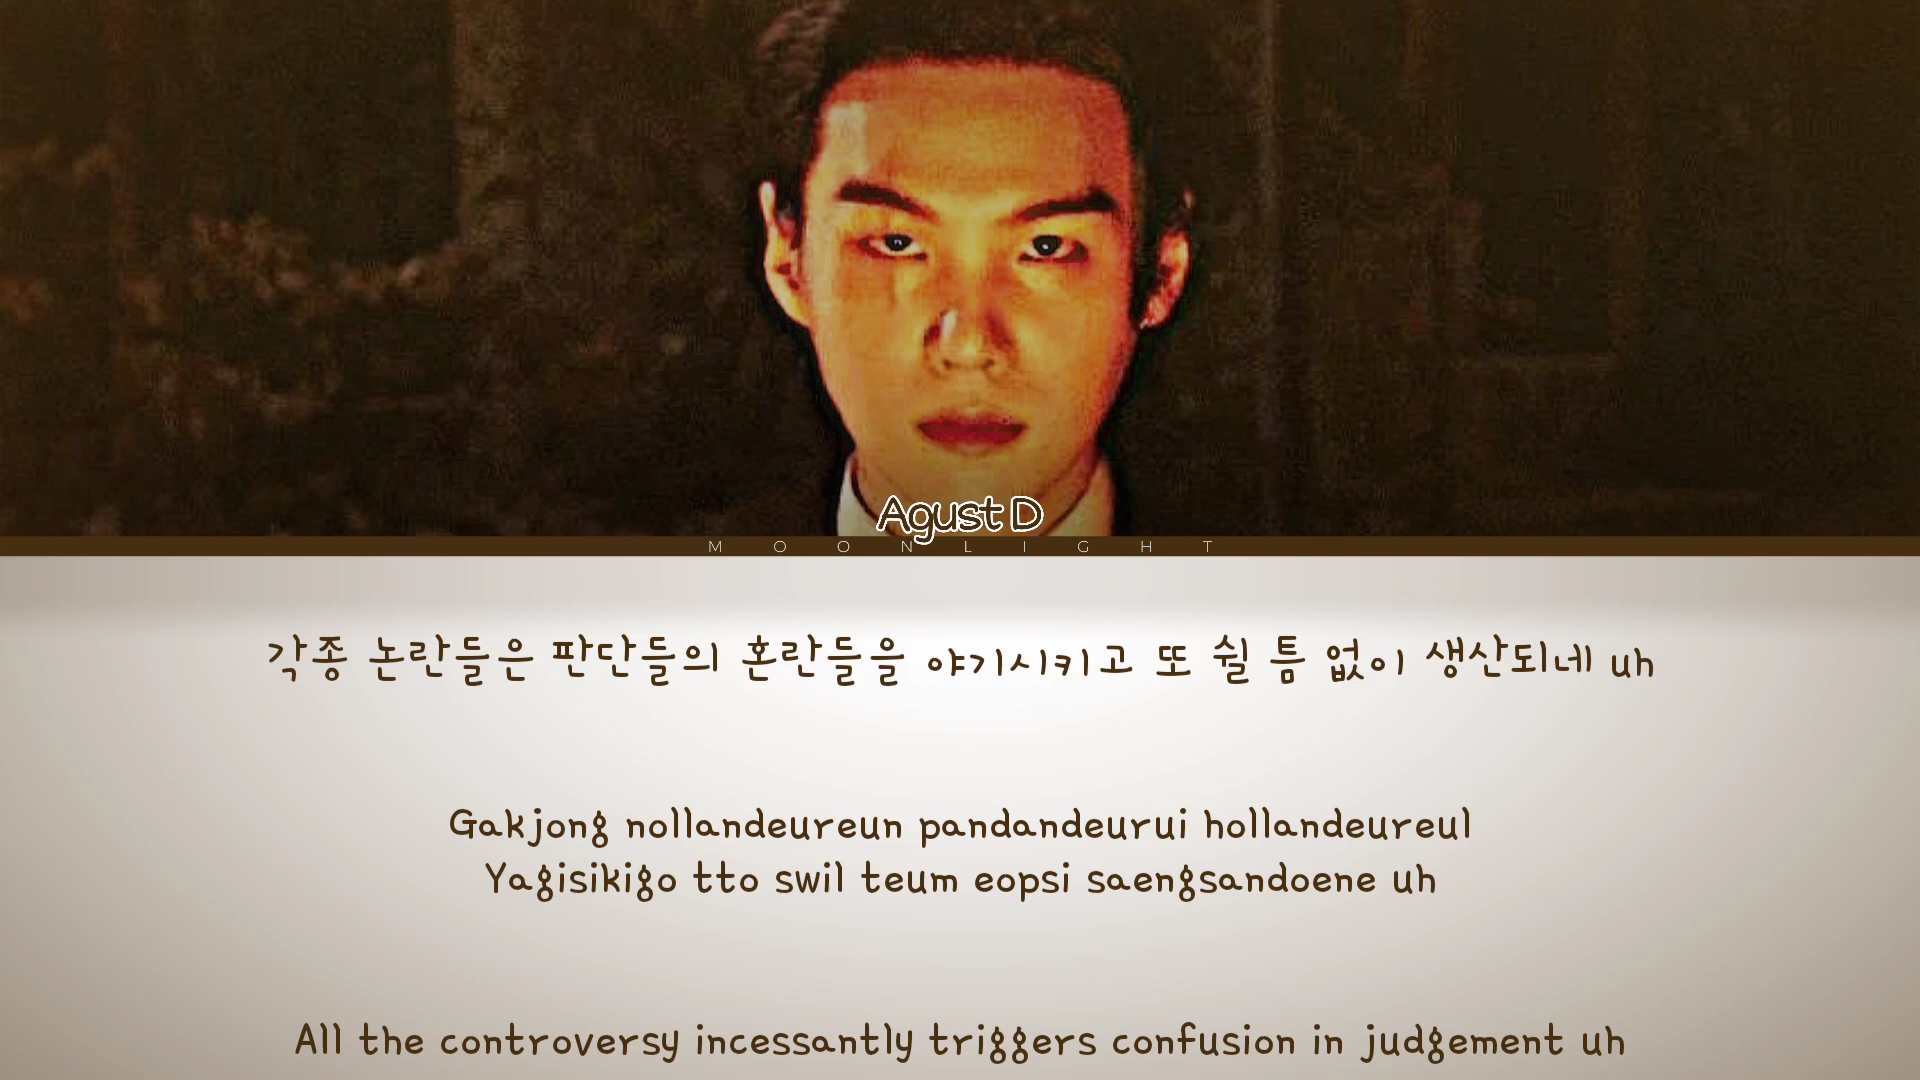 Agust D
MOONLIGHT
각종 논란들은 판단들의 혼란들을 야기시키고 또 쉴 틈 없이 생산되네 uh
Gakjong nollandeureun pandandeurui hollandeureul
Yagisikigo tto swil teum eopsi saengsandoene uh
All the controversy incessantly triggers confusion in judgement uh